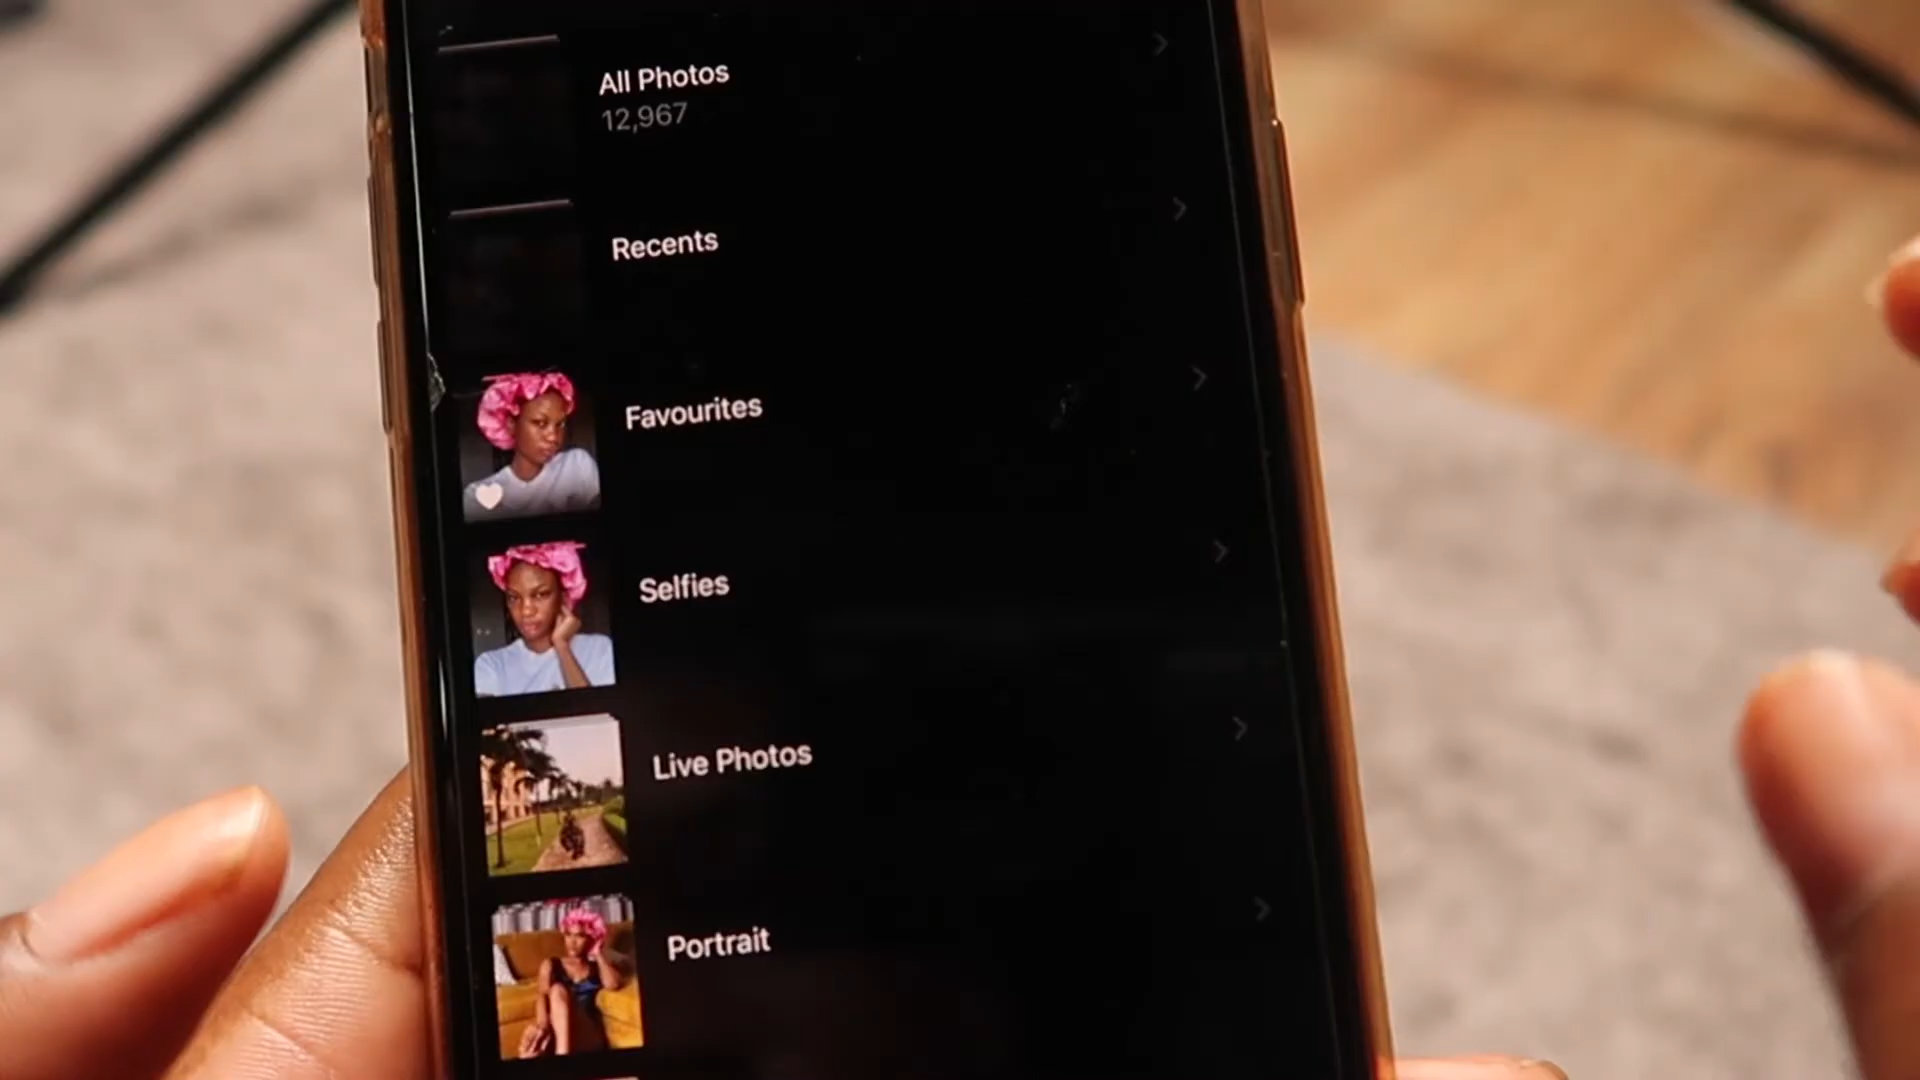 All Photos
12,967
Recents
Favourites
Selfies
Live Photos
Portrait